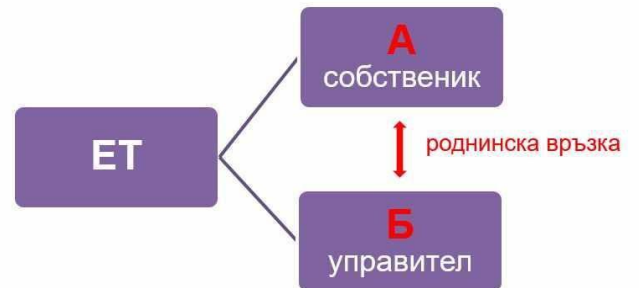 ЕТ
А
собственик
роднинска връзка
Б
управител